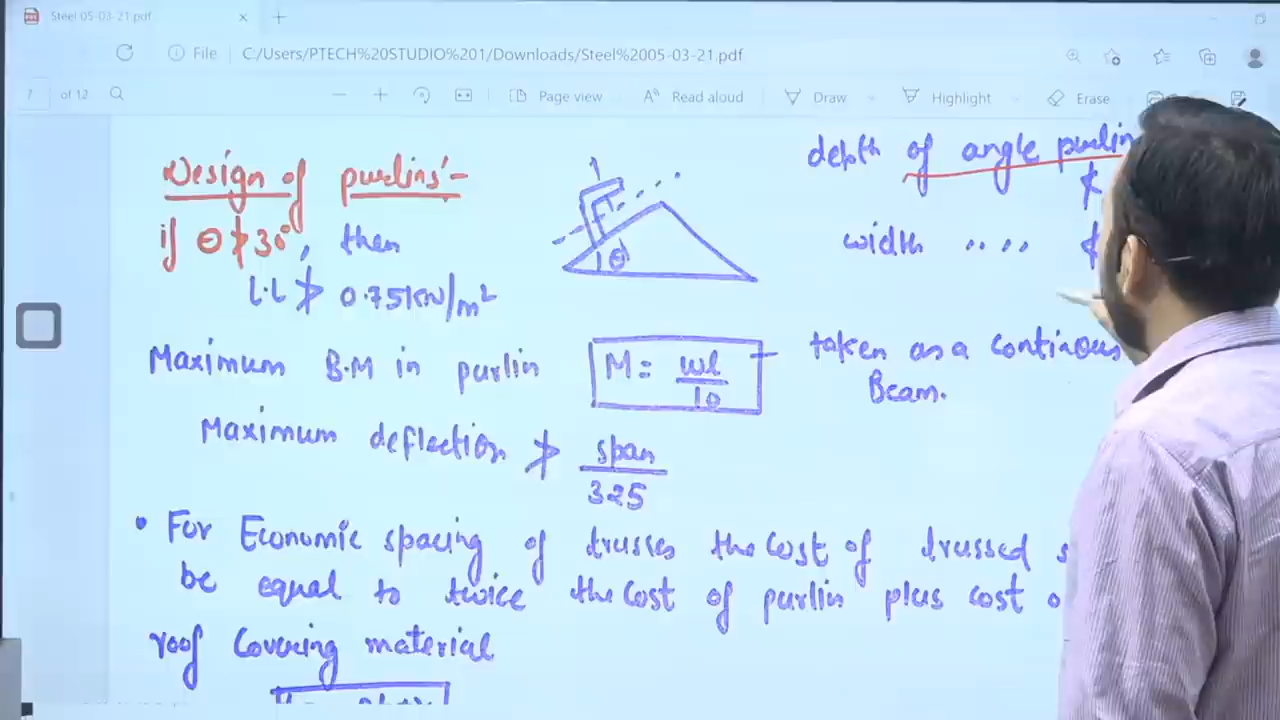 Steel 05-03-21.pdf
File C:/Users/PTECH%20STUDIO%201/Downloads/Steel%2005-03-21.pdf
7 of 12 Page view Read aloud Draw Highlight Erase
Design of purlins:-
if θ ≯ 30°, then
L.L ≯ 0.75KN/m²
θ
depth of angle purlin ≮
width .. .. ≮
Maximum B.M in purlin M = wl/10 - taken as a continuous
Beam.
Maximum deflection ≯ span/325
• For Economic spacing of trusses the cost of trussed s
be equal to twice the cost of purlin plus cost o
roof Covering material